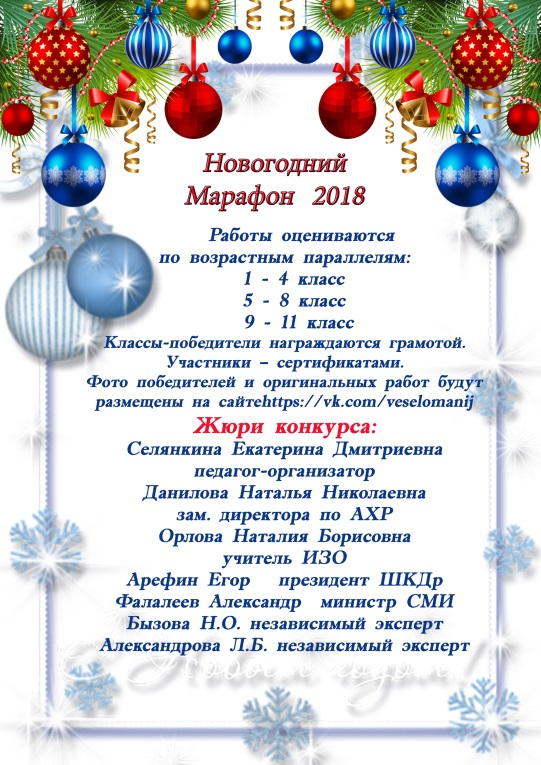 Новогодний
Марафон 2018
Работы оцениваются
по возрастным параллелям:
1 - 4 класс
5 - 8 класс
9 - 11 класс
Классы-победители награждаются грамотой.
Участники – сертификатами.
Фото победителей и оригинальных работ будут
размещены на сайтеhttps://vk.com/veselomanij
Жюри конкурса:
Селянкина Екатерина Дмитриевна
педагог-организатор
Данилова Наталья Николаевна
зам. директора по АХР
Орлова Наталия Борисовна
учитель ИЗО
Арефин Егор президент ШКДр
Фалалеев Александр министр СМИ
Бызова Н.О. независимый эксперт
Александрова Л.Б. независимый эксперт
С Новым годом!